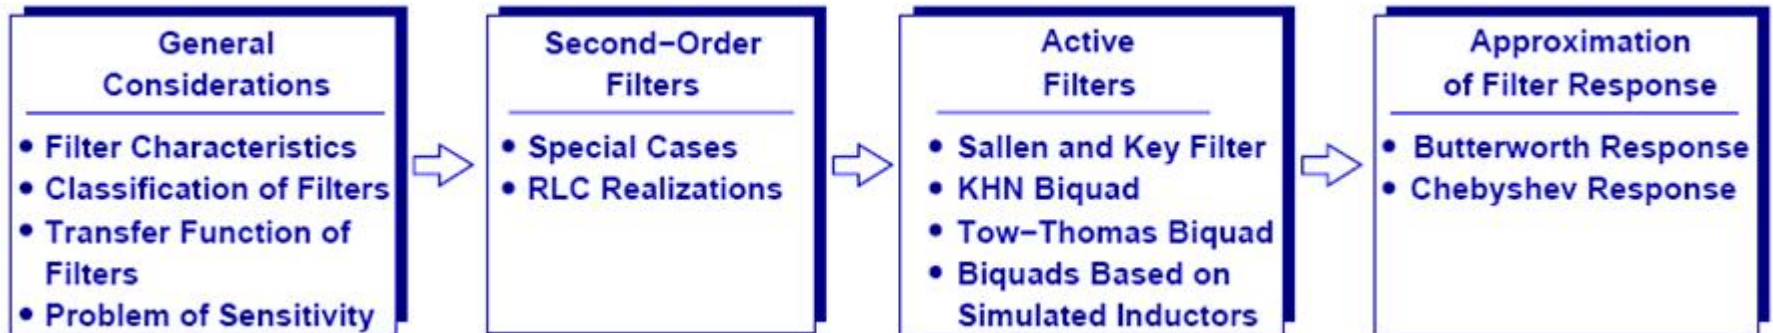 General
Considerations
• Filter Characteristics
• Classification of Filters
• Transfer Function of
Filters
• Problem of Sensitivity
Second−Order
Filters
• Special Cases
• RLC Realizations
Active
Filters
• Sallen and Key Filter
• KHN Biquad
• Tow−Thomas Biquad
• Biquads Based on
Simulated Inductors
Approximation
of Filter Response
• Butterworth Response
• Chebyshev Response